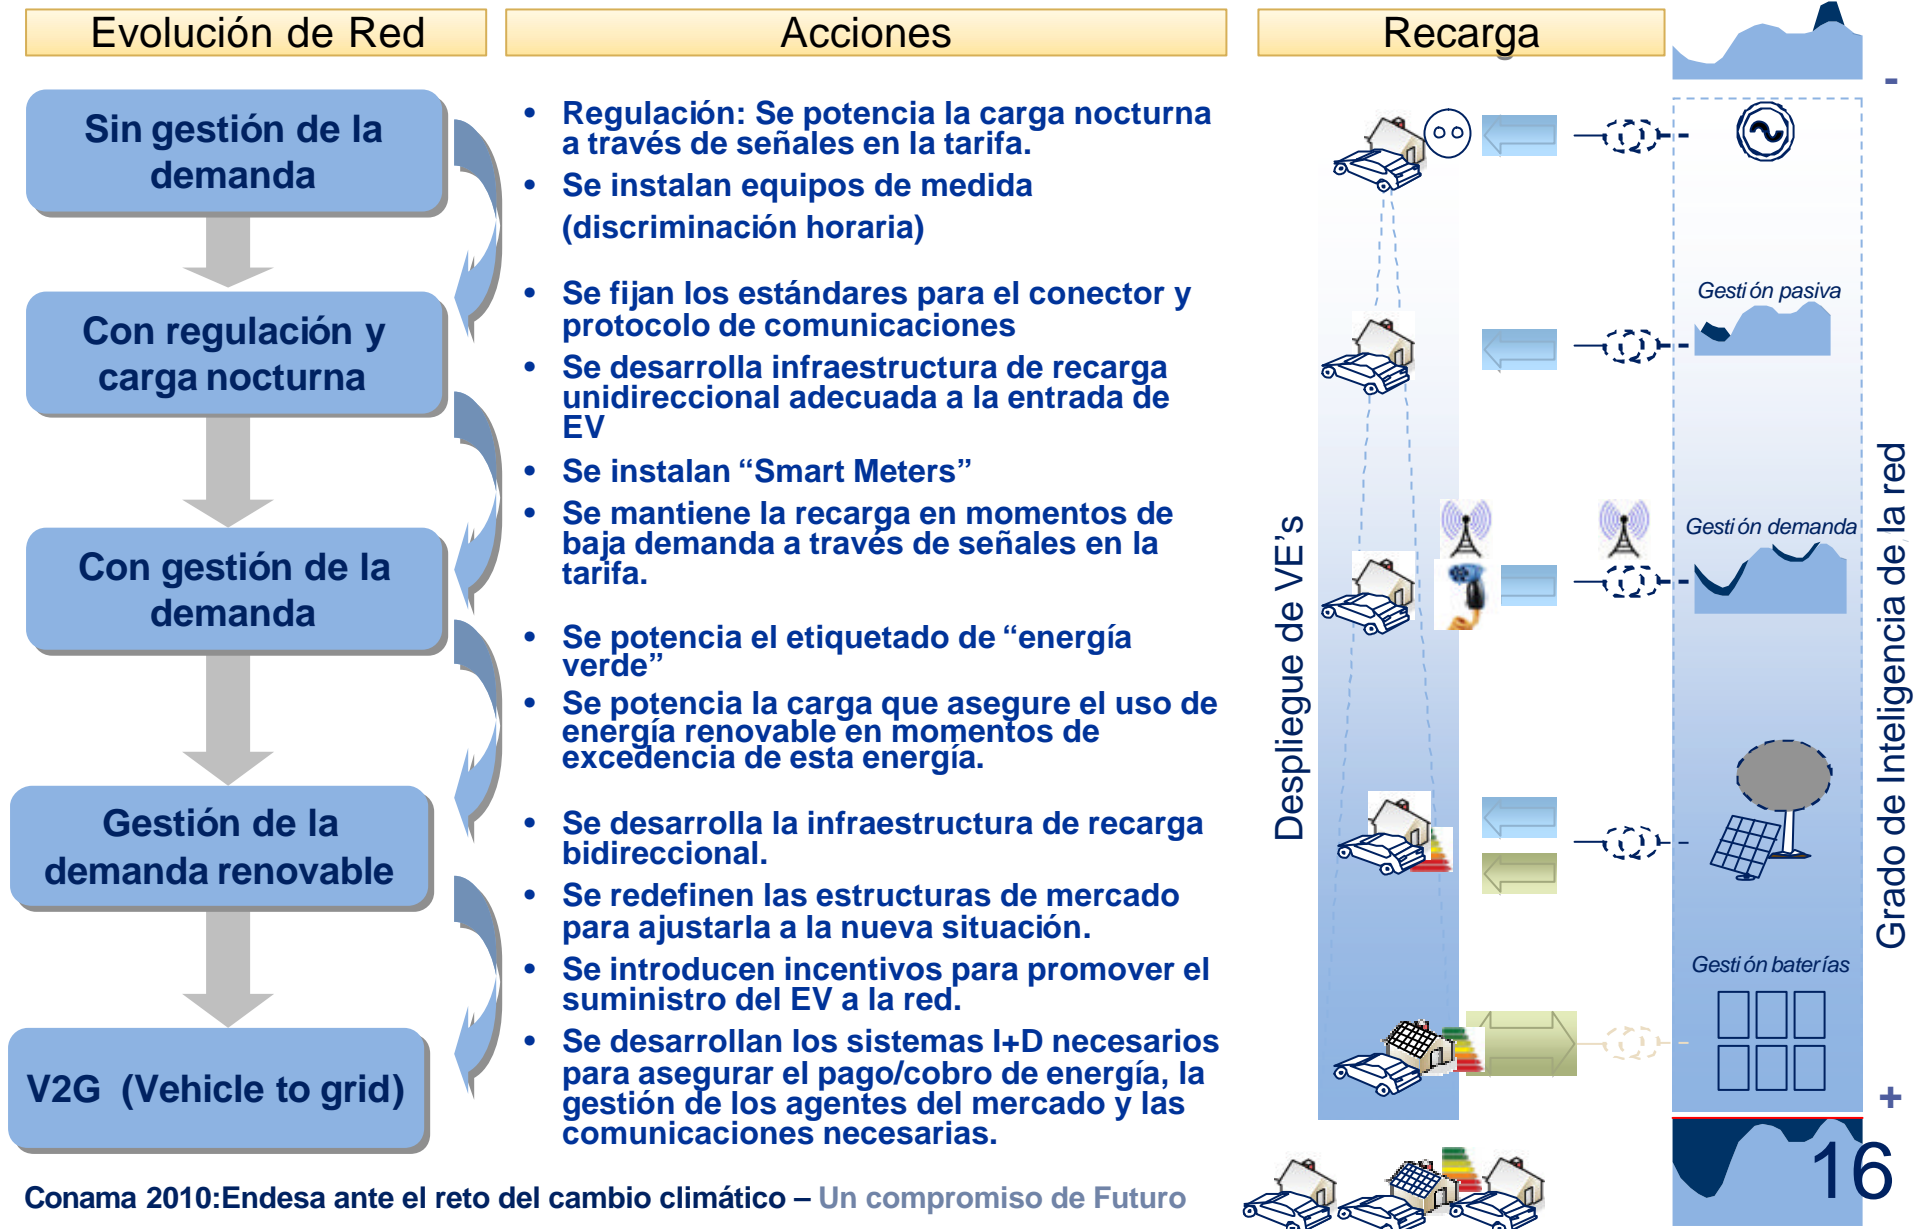 Evolución de Red
Acciones
Recarga
Sin gestión de la
demanda
Con regulación y
carga nocturna
Con gestión de la
demanda
Gestión de la
demanda renovable
V2G (Vehicle to grid)
• Regulación: Se potencia la carga nocturna
a través de señales en la tarifa.
• Se instalan equipos de medida
(discriminación horaria)
• Se fijan los estándares para el conector y
protocolo de comunicaciones
• Se desarrolla infraestructura de recarga
unidireccional adecuada a la entrada de
EV
• Se instalan “Smart Meters”
• Se mantiene la recarga en momentos de
baja demanda a través de señales en la
tarifa.
• Se potencia el etiquetado de “energía
verde”
• Se potencia la carga que asegure el uso de
energía renovable en momentos de
excedencia de esta energía.
• Se desarrolla la infraestructura de recarga
bidireccional.
• Se redefinen las estructuras de mercado
para ajustarla a la nueva situación.
• Se introducen incentivos para promover el
suministro del EV a la red.
• Se desarrollan los sistemas I+D necesarios
para asegurar el pago/cobro de energía, la
gestión de los agentes del mercado y las
comunicaciones necesarias.
Despliegue de VE’s
Gestión pasiva
Gestión demanda
Gestión baterías
-
Grado de Inteligencia de la red
+
Conama 2010:Endesa ante el reto del cambio climático – Un compromiso de Futuro
16